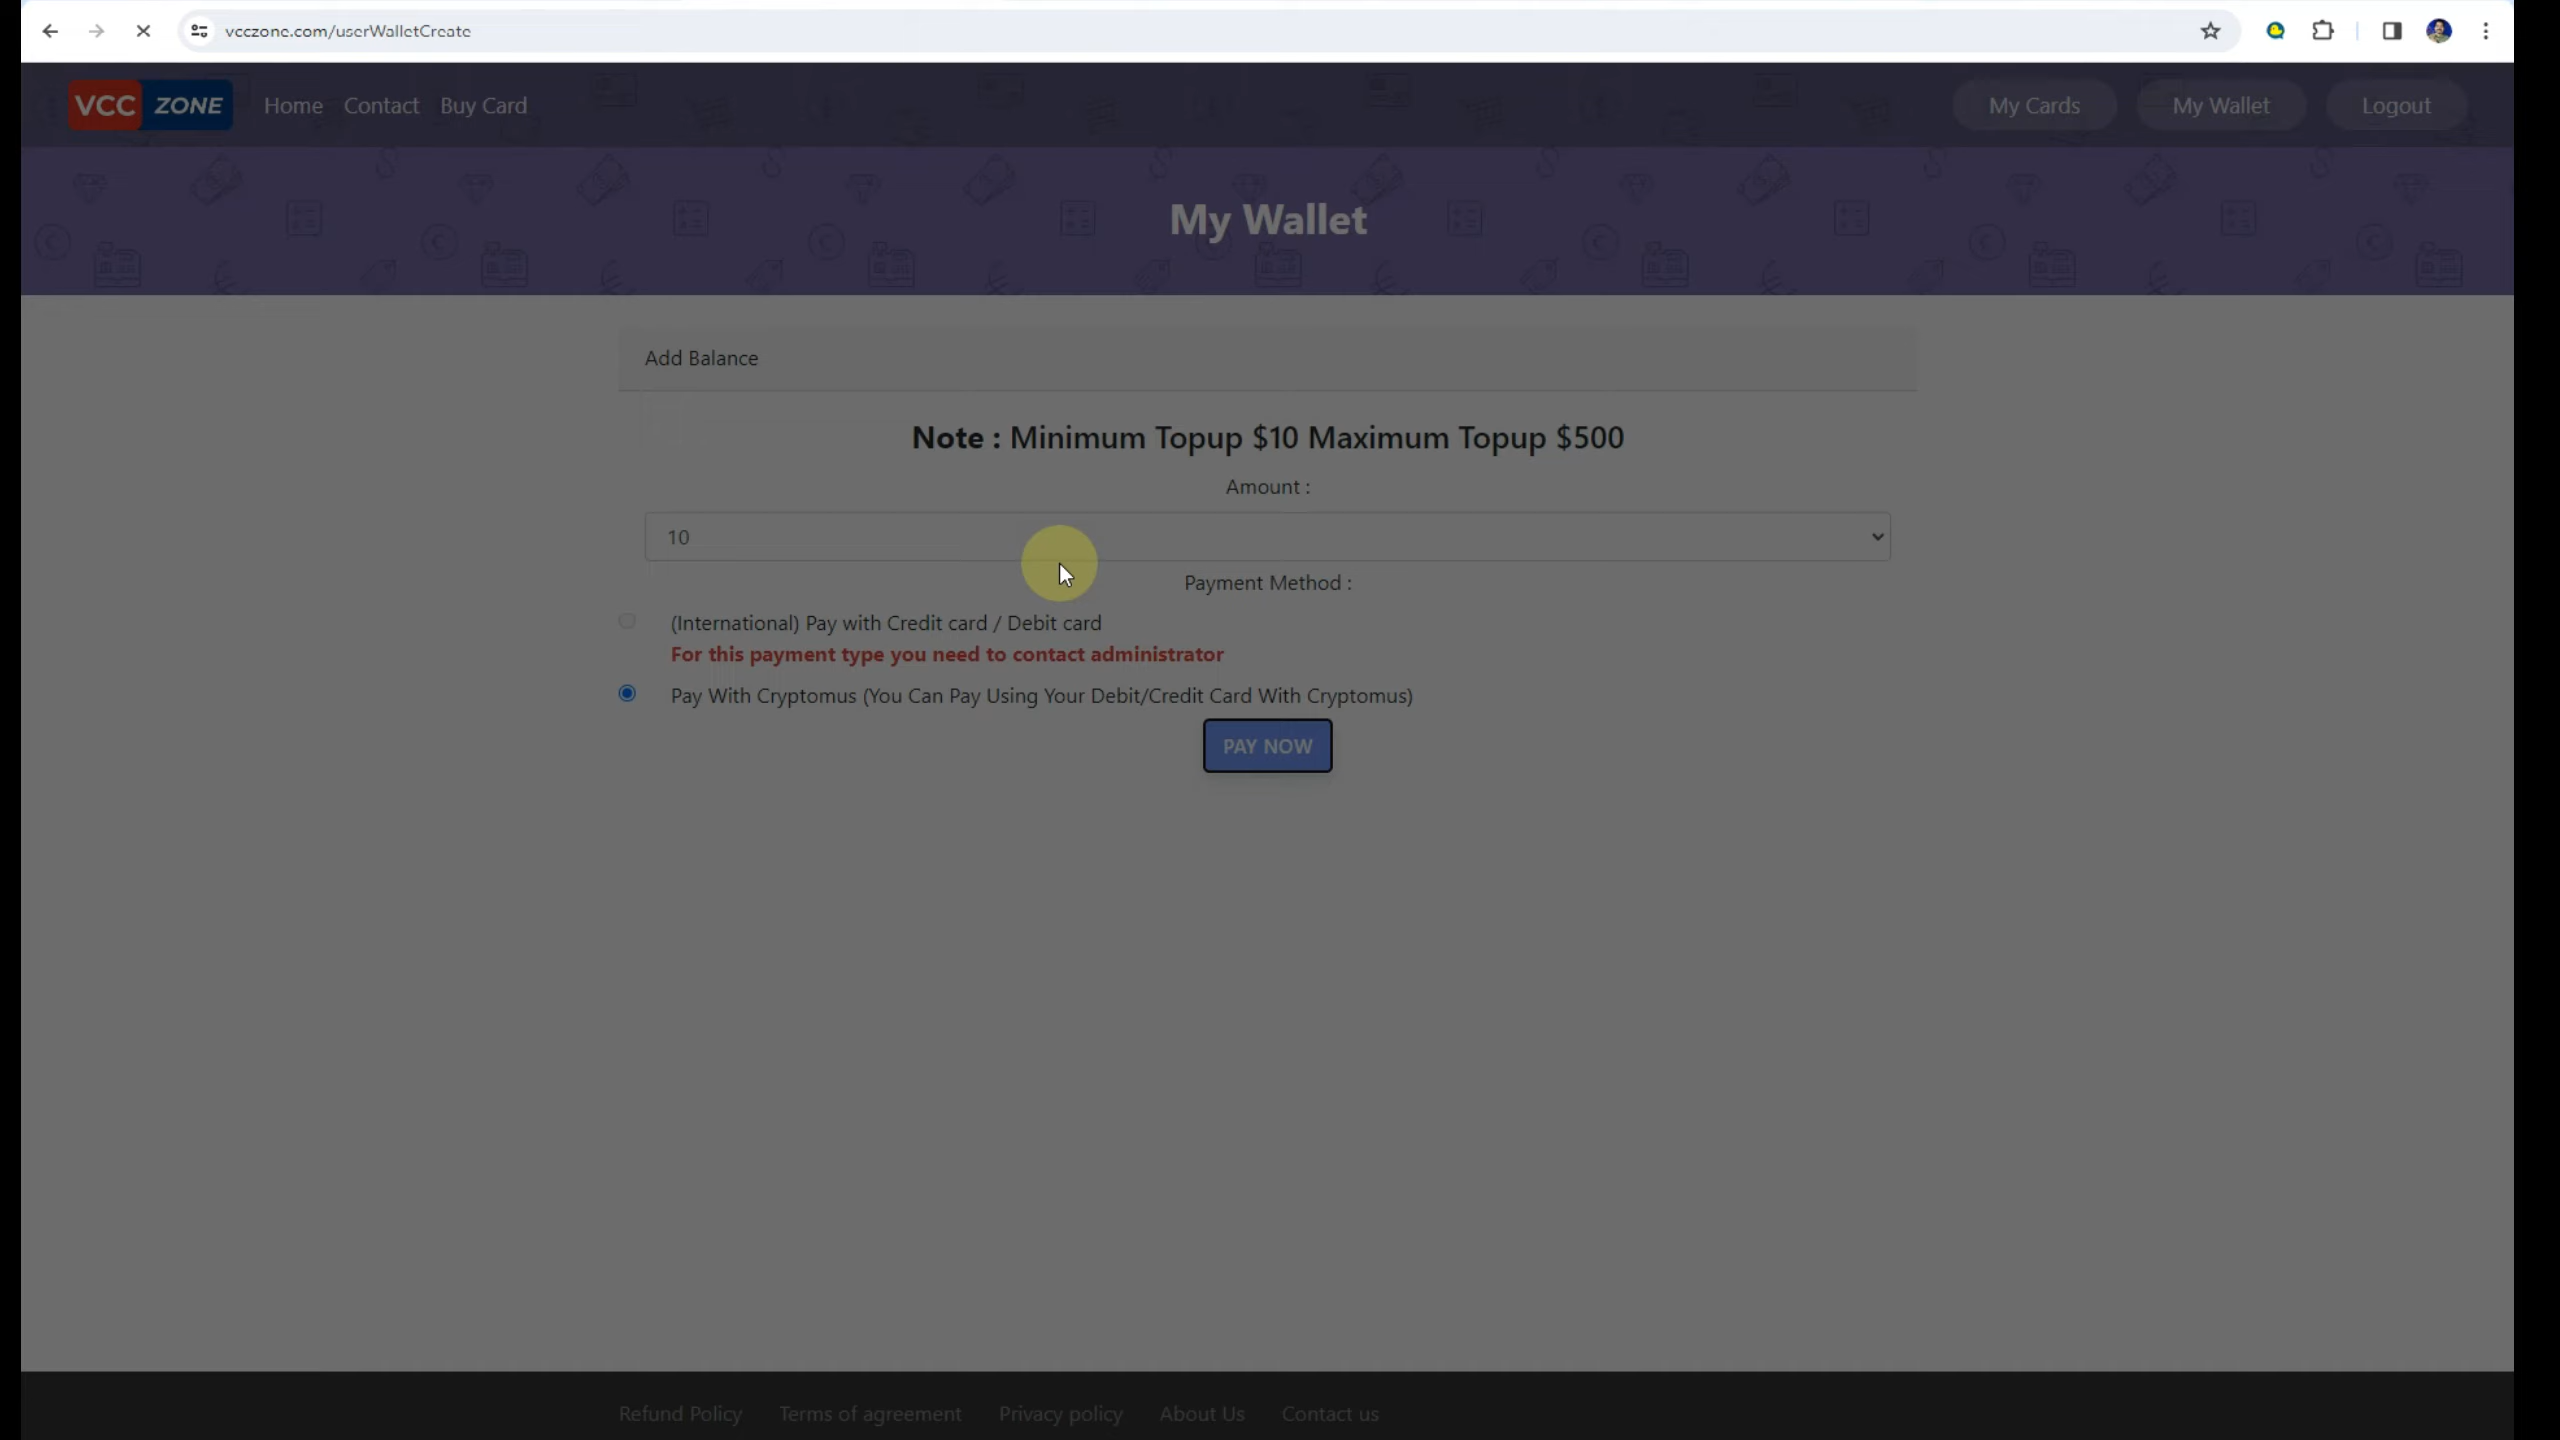 vcczone.com/userWalletCreate
VCC ZONE Home Contact Buy Card My Cards My Wallet Logout
My Wallet
Add Balance
Note : Minimum Topup $10 Maximum Topup $500
Amount :
10
Payment Method :
(International) Pay with Credit card / Debit card
For this payment type you need to contact administrator
Pay With Cryptomus (You Can Pay Using Your Debit/Credit Card With Cryptomus)
PAY NOW
Refund Policy Terms of agreement Privacy policy About Us Contact us